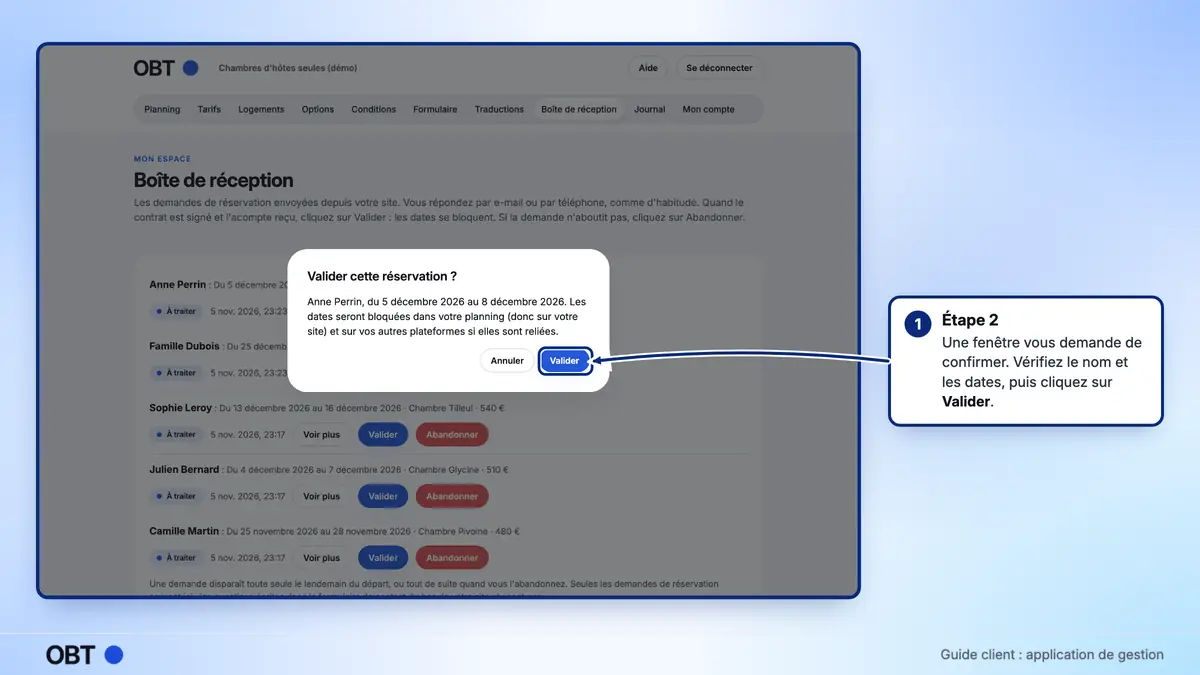 OBT
Chambres d'hôtes seules (démo)
Aide
Se déconnecter
Planning
Tarifs
Logements
Options
Conditions
Formulaire
Traductions
Boîte de réception
Journal
Mon compte
MON ESPACE
Boîte de réception
Les demandes de réservation envoyées depuis votre site. Vous répondez par e-mail ou par téléphone, comme d'habitude. Quand le
contrat est signé et l'acompte reçu, cliquez sur Valider : les dates se bloquent. Si la demande n'aboutit pas, cliquez sur Abandonner.
Anne Perrin : Du 5 décembre 20
À traiter 5 nov. 2026, 23:23
Famille Dubois : Du 25 décemb
À traiter 5 nov. 2026, 23:23
Valider cette réservation ?
Anne Perrin, du 5 décembre 2026 au 8 décembre 2026. Les
dates seront bloquées dans votre planning (donc sur votre
site) et sur vos autres plateformes si elles sont reliées.
Annuler
Valider
Sophie Leroy : Du 13 décembre 2026 au 16 décembre 2026 · Chambre Tilleul · 540 €
À traiter 5 nov. 2026, 23:17 Voir plus Valider Abandonner
Julien Bernard : Du 4 décembre 2026 au 7 décembre 2026 · Chambre Glycine · 510 €
À traiter 5 nov. 2026, 23:17 Voir plus Valider Abandonner
Camille Martin : Du 25 novembre 2026 au 28 novembre 2026 · Chambre Pivoine · 480 €
À traiter 5 nov. 2026, 23:17 Voir plus Valider Abandonner
Une demande disparaît toute seule le lendemain du départ, ou tout de suite quand vous l'abandonnez. Seules les demandes de réservation
1
Étape 2
Une fenêtre vous demande de
confirmer. Vérifiez le nom et
les dates, puis cliquez sur
Valider.
OBT
Guide client : application de gestion